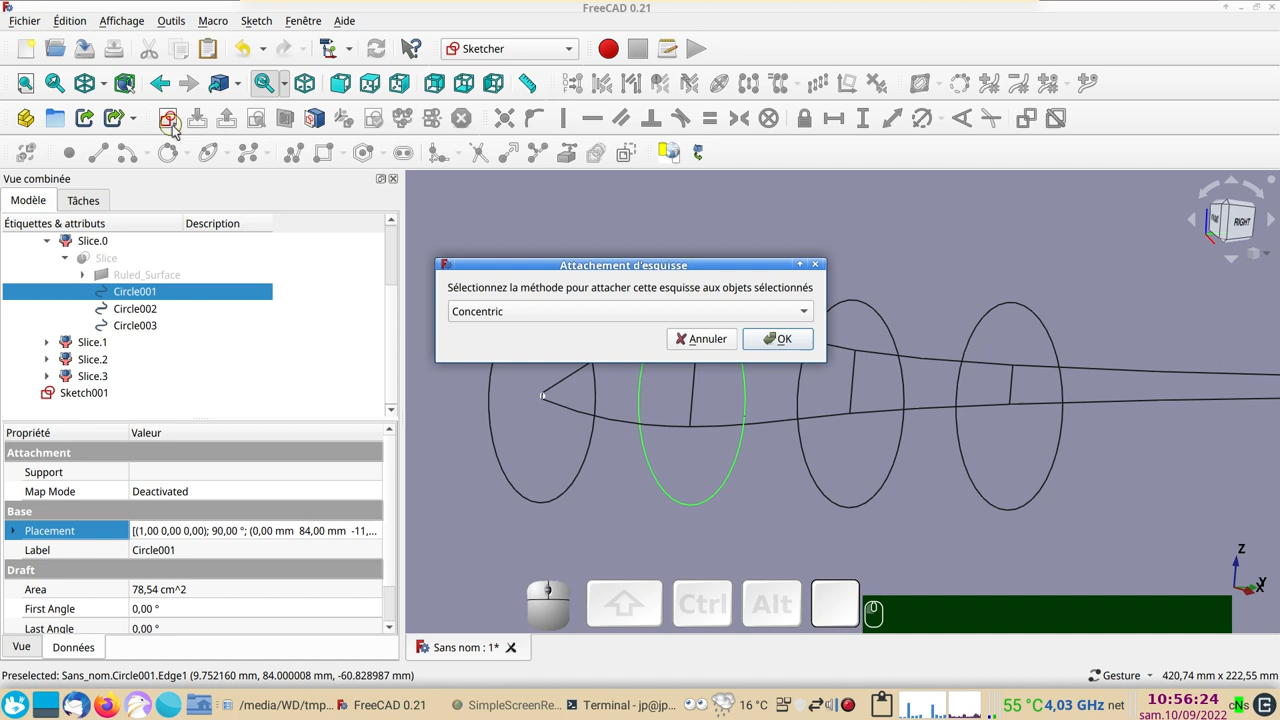 FreeCAD 0.21
Fichier Édition Affichage Outils Macro Sketch Fenêtre Aide
Sketcher
Vue combinée
Modèle Tâches
Étiquettes & attributs Description
Slice.0
Slice
Ruled_Surface
Circle001
Circle002
Circle003
Slice.1
Slice.2
Slice.3
Sketch001
Propriété Valeur
Attachment
Support
Map Mode Deactivated
Base
Placement [(1,00 0,00 0,00); 90,00 °; (0,00 mm 84,00 mm -11,...
Label Circle001
Draft
Area 78,54 cm^2
First Angle 0,00 °
Last Angle 0,00 °
Vue Données
Attachement d'esquisse
Sélectionnez la méthode pour attacher cette esquisse aux objets sélectionnés
Concentric
Annuler OK
RIGHT
Z
Y
X
Ctrl Alt
Sans nom : 1*
Preselected: Sans_nom.Circle001.Edge1 (9.752160 mm, 84.000008 mm, -60.828987 mm)
Gesture 420,74 mm x 222,55 mm
/media/WD/tmp... FreeCAD 0.21 SimpleScreenRe... Terminal - jp@jp... 16 °C 55 °C 4,03 GHz net 10:56:24
sam.10/09/2022